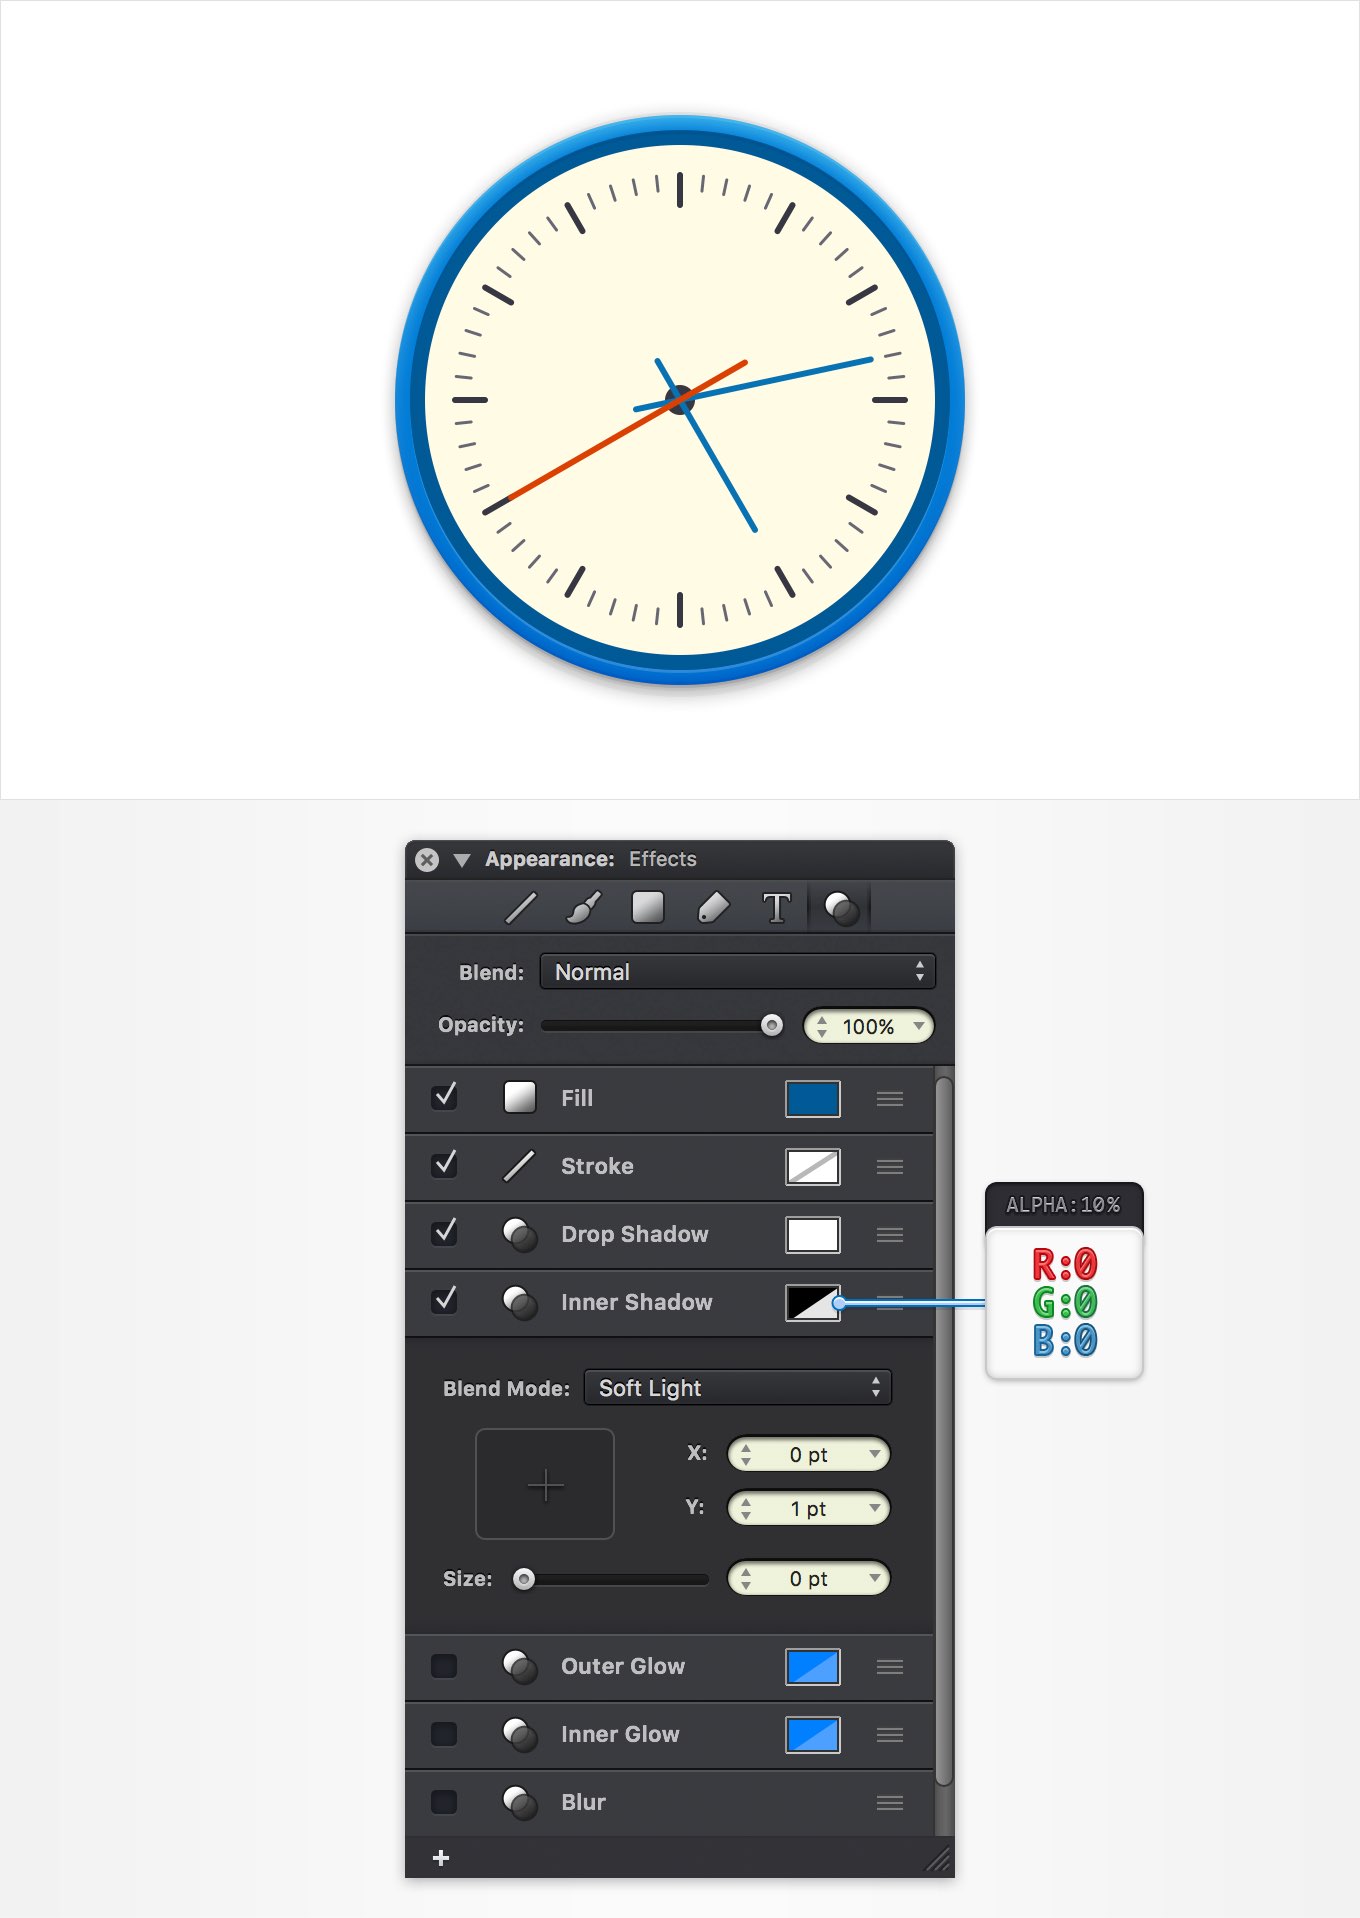 Appearance: Effects
T
Blend: Normal
Opacity: 100%
Fill
Stroke
Drop Shadow
Inner Shadow
ALPHA:10%
R:0
G:0
B:0
Blend Mode: Soft Light
X: 0 pt
Y: 1 pt
Size: 0 pt
Outer Glow
Inner Glow
Blur